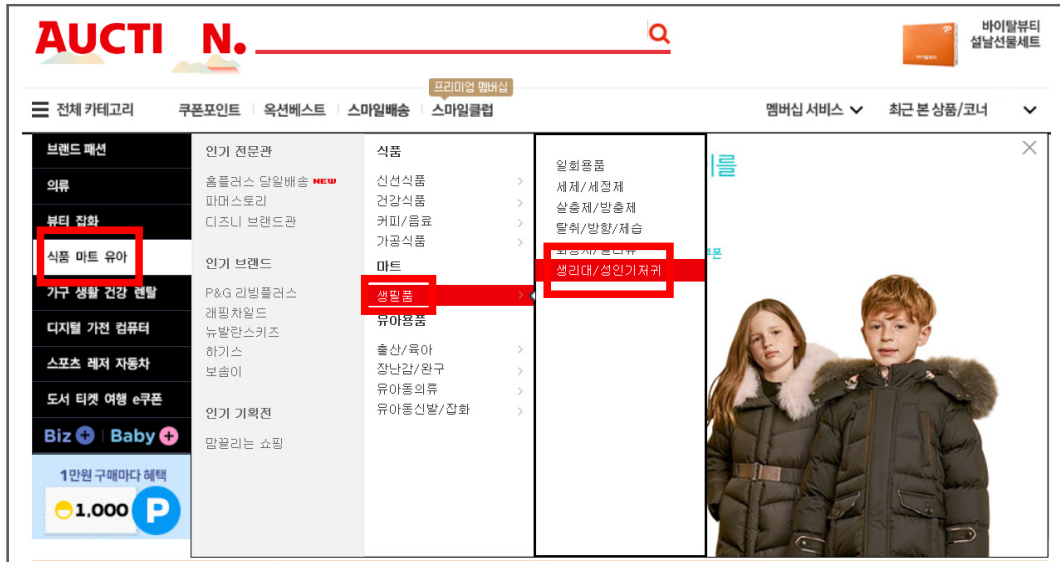 AUCTI N.
바이탈뷰티
설날선물세트
프리미엄 멤버십
전체 카테고리
쿠폰포인트
옥션베스트
스마일배송
스마일클럽
멤버십 서비스
최근 본 상품/코너
브랜드 패션
의류
뷰티 잡화
식품 마트 유아
가구 생활 건강 렌탈
디지털 가전 컴퓨터
스포츠 레저 자동차
도서 티켓 여행 e쿠폰
Biz + Baby +
1만원 구매마다 혜택
1,000 P
인기 전문관
홈플러스 당일배송 NEW
파머스토리
디즈니 브랜드관
인기 브랜드
P&G 리빙플러스
래핑차일드
뉴발란스키즈
하기스
보솜이
인기 기획전
맘끌리는 쇼핑
식품
신선식품
건강식품
커피/음료
가공식품
마트
생필품
유아용품
출산/육아
장난감/완구
유아동의류
유아동신발/잡화
일회용품
세제/세정제
살충제/방충제
탈취/방향/제습
생리대/성인기저귀
를
쿠폰